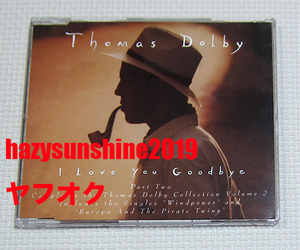 Thomas Dolby
hazysunshine2019
I Love You Goodbye
ヤフオク
Part Two
Thomas Dolby Collection Volume 2
the Singles 'Windpower' and
'Europa And The Pirate Twins'